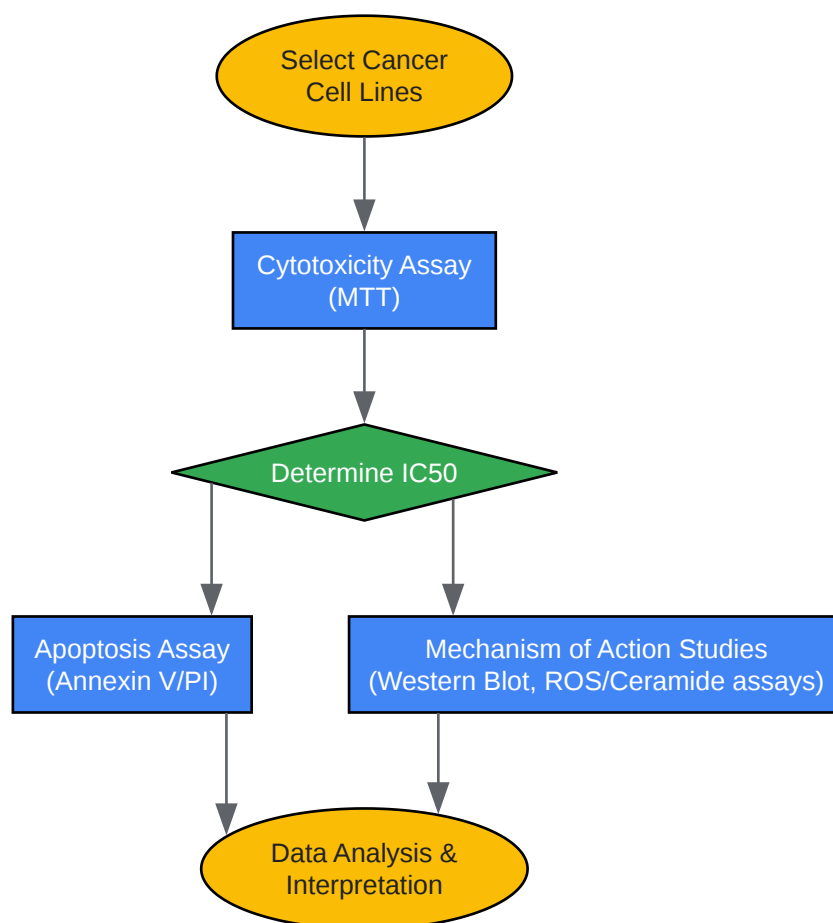 Select Cancer
Cell Lines
Cytotoxicity Assay
(MTT)
Determine IC50
Apoptosis Assay
(Annexin V/PI)
Mechanism of Action Studies
(Western Blot, ROS/Ceramide assays)
Data Analysis &
Interpretation